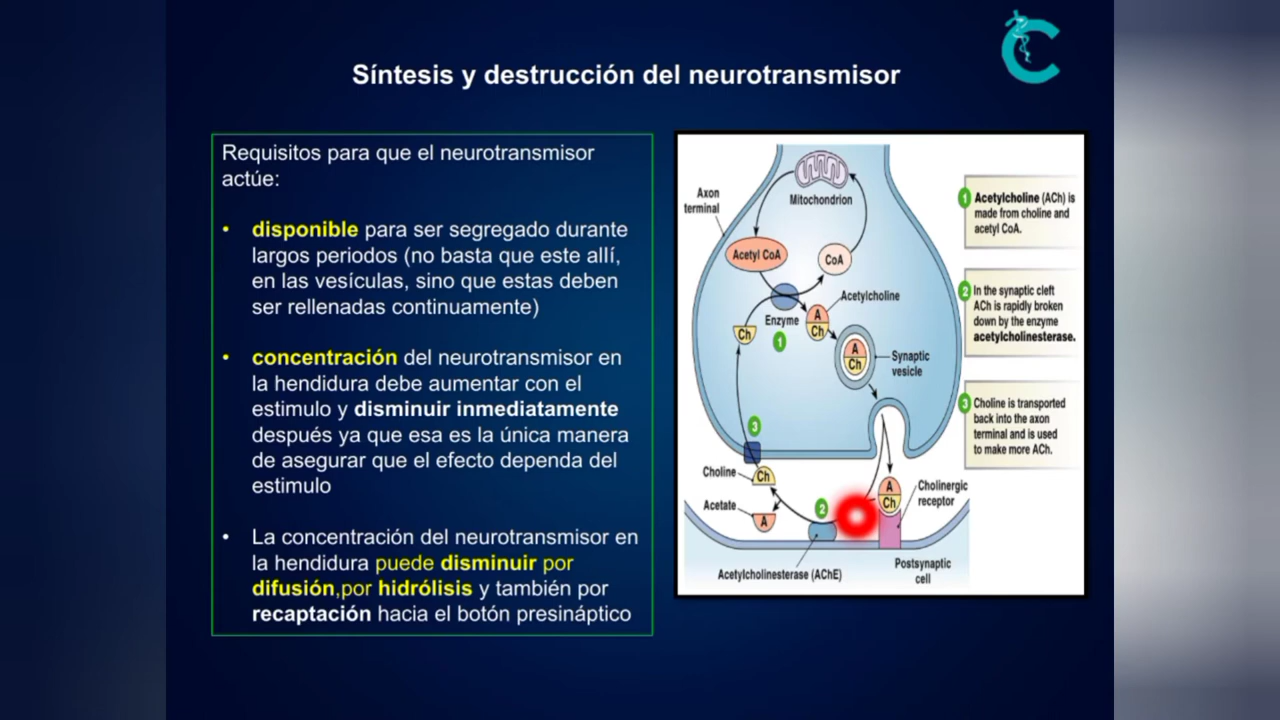 Síntesis y destrucción del neurotransmisor
Requisitos para que el neurotransmisor
actúe:
• disponible para ser segregado durante
largos periodos (no basta que este allí,
en las vesículas, sino que estas deben
ser rellenadas continuamente)
• concentración del neurotransmisor en
la hendidura debe aumentar con el
estimulo y disminuir inmediatamente
después ya que esa es la única manera
de asegurar que el efecto dependa del
estimulo
• La concentración del neurotransmisor en
la hendidura puede disminuir por
difusión,por hidrólisis y también por
recaptación hacia el botón presináptico
Axon
terminal
Mitochondrion
Acetyl CoA
CoA
Acetylcholine
Enzyme
1
A
Ch
Ch
A
Ch
Synaptic
vesicle
3
Choline
Ch
Acetate
A
2
A
Ch
Cholinergic
receptor
Acetylcholinesterase (AChE)
Postsynaptic
cell
1 Acetylcholine (ACh) is
made from choline and
acetyl CoA.
2 In the synaptic cleft
ACh is rapidly broken
down by the enzyme
acetylcholinesterase.
3 Choline is transported
back into the axon
terminal and is used
to make more ACh.
C